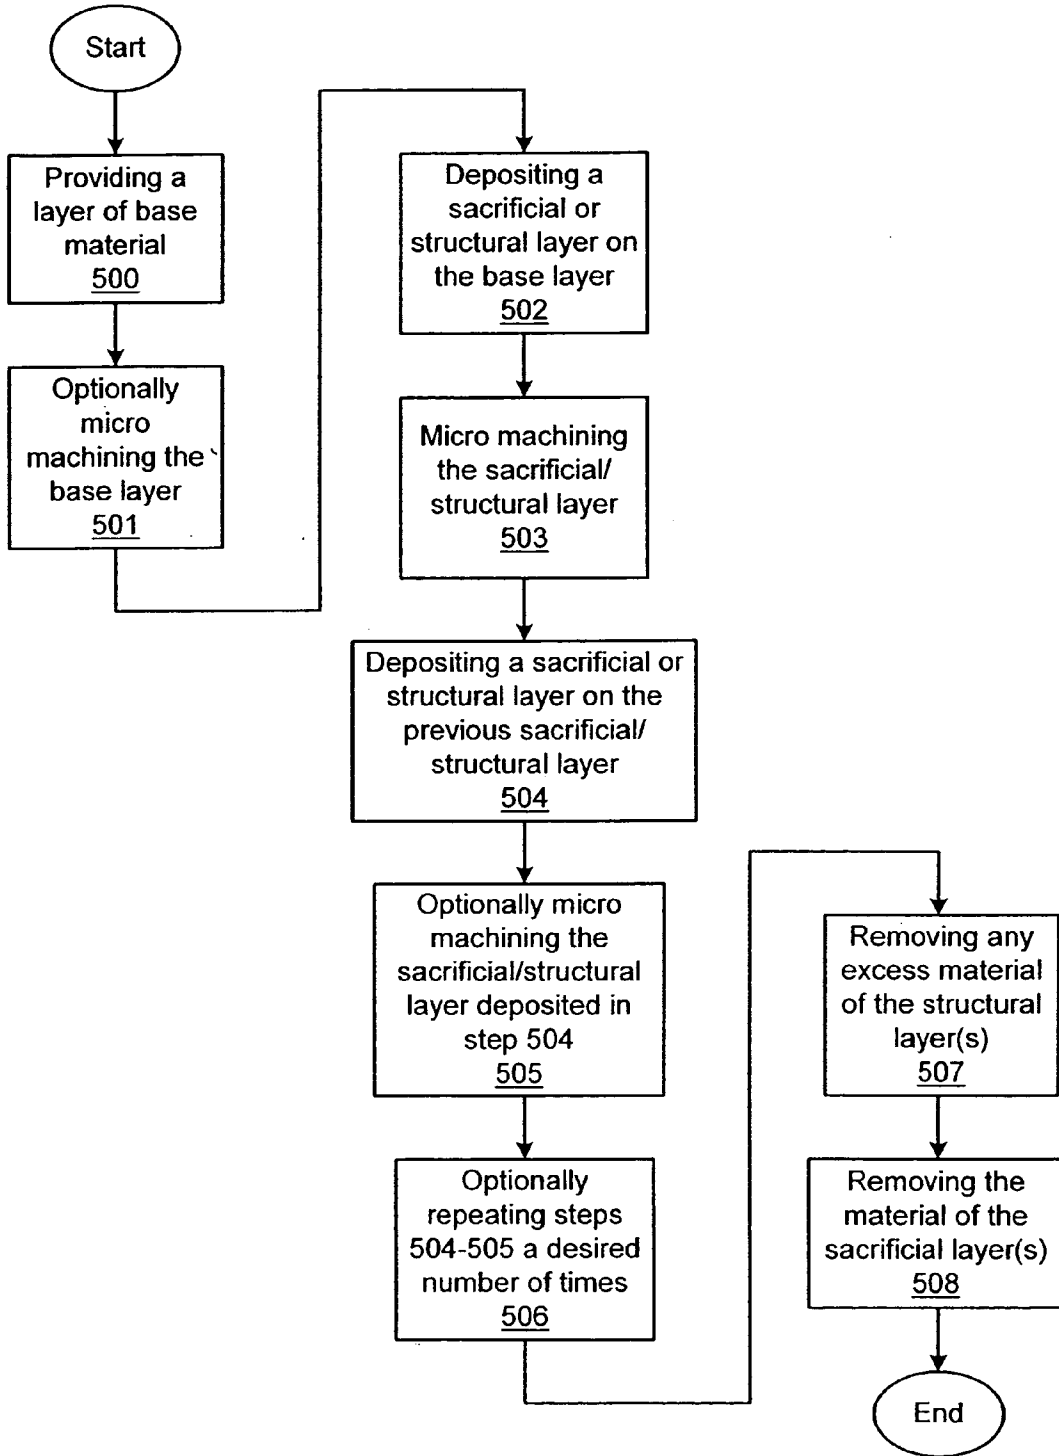 Start
Providing a
layer of base
material
500
Optionally
micro
machining the
base layer
501
Depositing a
sacrificial or
structural layer on
the base layer
502
Micro machining
the sacrificial/
structural layer
503
Depositing a sacrificial or
structural layer on the
previous sacrificial/
structural layer
504
Optionally micro
machining the
sacrificial/structural
layer deposited in
step 504
505
Optionally
repeating steps
504-505 a desired
number of times
506
Removing any
excess material
of the structural
layer(s)
507
Removing the
material of the
sacrificial layer(s)
508
End